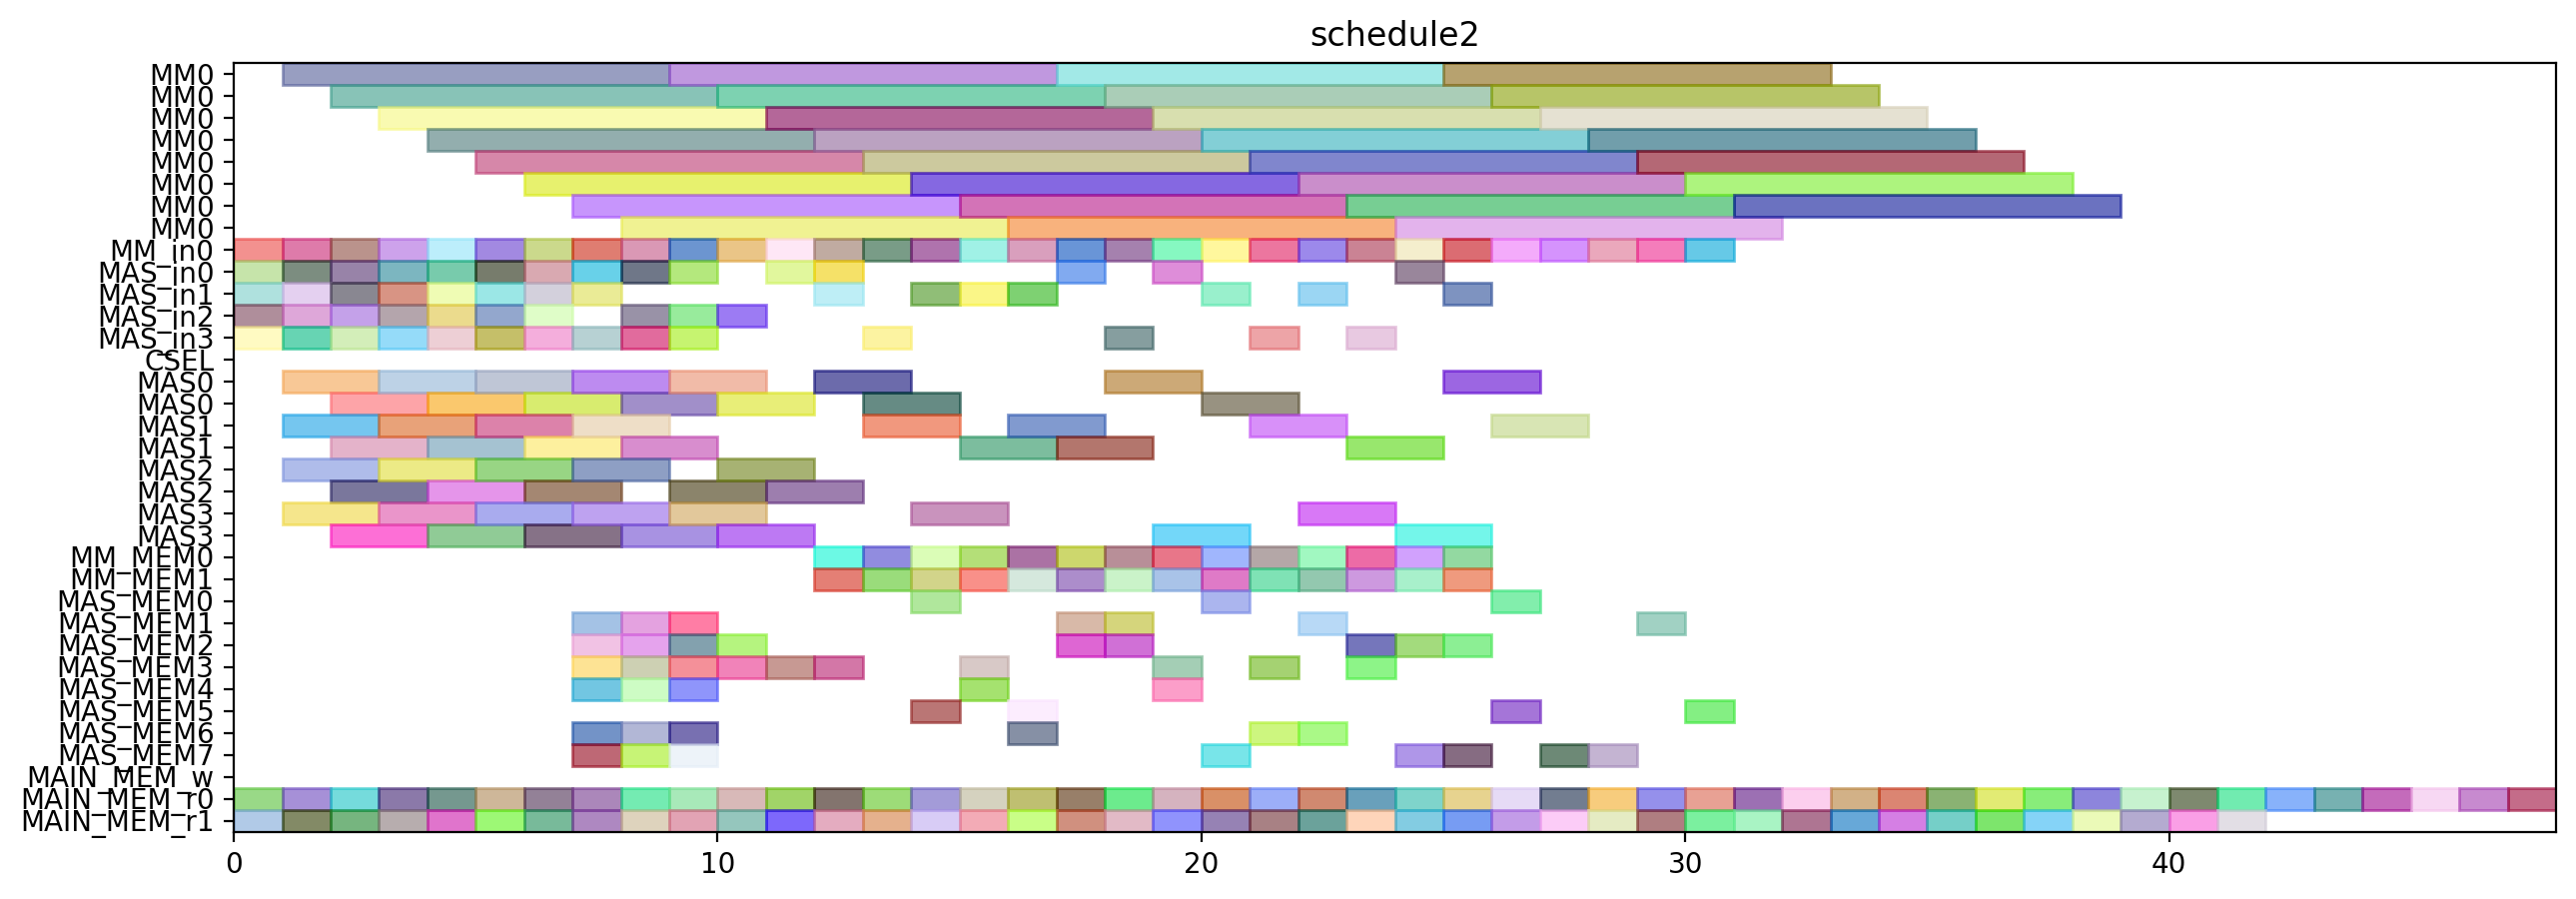 schedule2
MM0
MM0
MM0
MM0
MM0
MM0
MM0
MM0
MM_in0
MAS_in0
MAS_in1
MAS_in2
MAS_in3
CSEL
MAS0
MAS0
MAS1
MAS1
MAS2
MAS2
MAS3
MAS3
MM_MEM0
MM_MEM1
MAS_MEM0
MAS_MEM1
MAS_MEM2
MAS_MEM3
MAS_MEM4
MAS_MEM5
MAS_MEM6
MAS_MEM7
MAIN_MEM_w
MAIN_MEM_r0
MAIN_MEM_r1
0 10 20 30 40